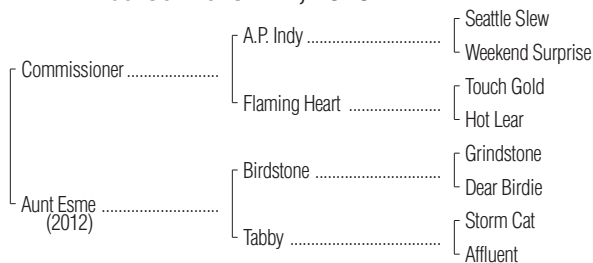 Seattle Slew
A.P. Indy
Weekend Surprise
Commissioner
Touch Gold
Flaming Heart
Hot Lear
Grindstone
Birdstone
Dear Birdie
Aunt Esme
(2012)
Storm Cat
Tabby
Affluent